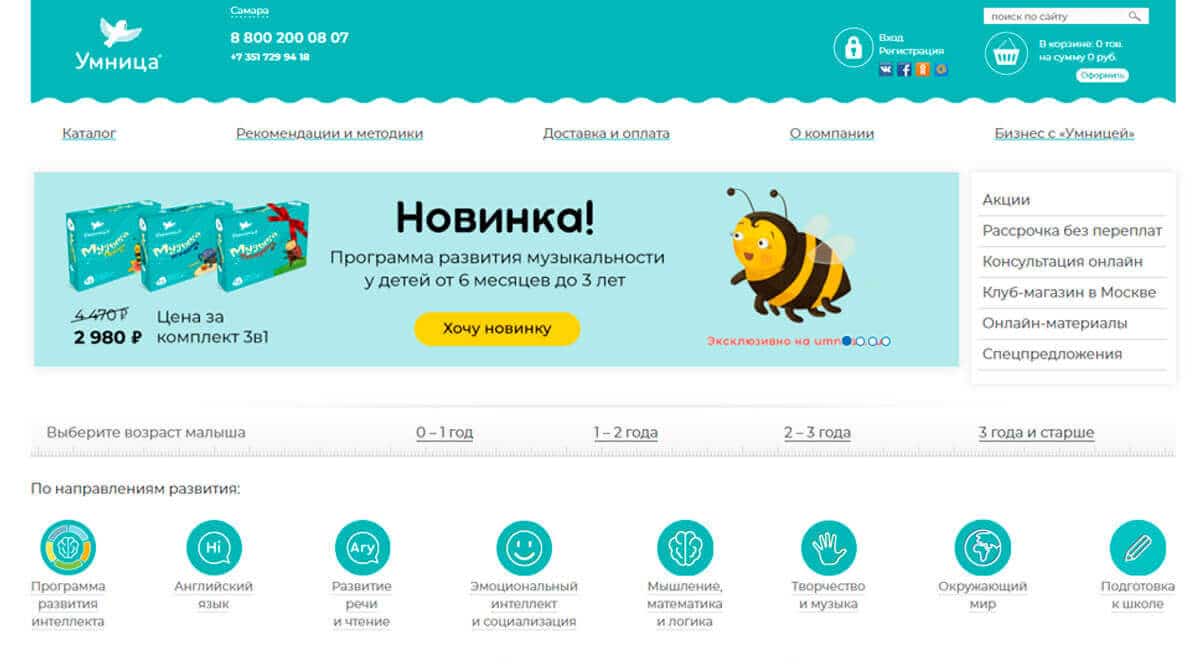 Самара
8 800 200 08 07
+7 351 729 94 18
Умница®
поиск по сайту
Вход
Регистрация
В корзине: 0 тов.
на сумму 0 руб.
Оформить
Каталог
Рекомендации и методики
Доставка и оплата
О компании
Бизнес с «Умницей»
Умница
Умница
Умница
Музыка
Музыка
Музыка
Новинка!
Программа развития музыкальности
у детей от 6 месяцев до 3 лет
Хочу новинку
4 470 ₽
2 980 ₽
Цена за
комплект 3в1
Эксклюзивно на umn
Акции
Рассрочка без переплат
Консультация онлайн
Клуб-магазин в Москве
Онлайн-материалы
Спецпредложения
Выберите возраст малыша
0 – 1 год
1 – 2 года
2 – 3 года
3 года и старше
По направлениям развития:
Hi
Агу
Программа
развития
интеллекта
Английский
язык
Развитие
речи
и чтение
Эмоциональный
интеллект
и социализация
Мышление,
математика
и логика
Творчество
и музыка
Окружающий
мир
Подготовка
к школе